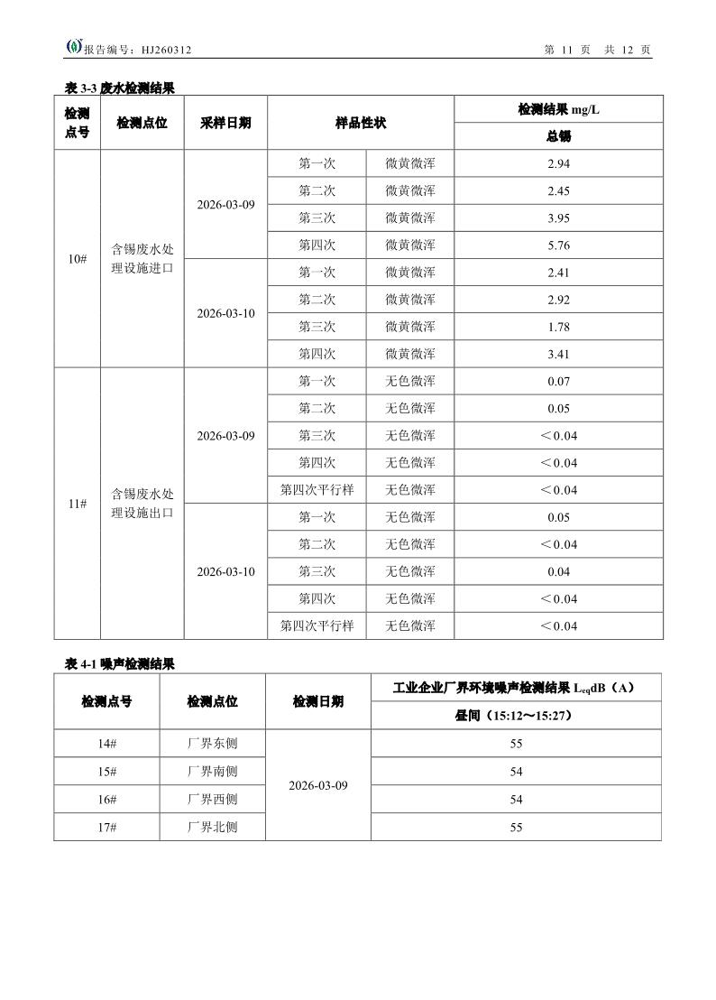 报告编号：HJ260312 第 11 页 共 12 页
表 3-3 废水检测结果
检测点号 检测点位 采样日期 样品性状 检测结果 mg/L
总锡
10# 含锡废水处理设施进口 2026-03-09 第一次 微黄微浑 2.94
第二次 微黄微浑 2.45
第三次 微黄微浑 3.95
第四次 微黄微浑 5.76
2026-03-10 第一次 微黄微浑 2.41
第二次 微黄微浑 2.92
第三次 微黄微浑 1.78
第四次 微黄微浑 3.41
11# 含锡废水处理设施出口 2026-03-09 第一次 无色微浑 0.07
第二次 无色微浑 0.05
第三次 无色微浑 ＜0.04
第四次 无色微浑 ＜0.04
第四次平行样 无色微浑 ＜0.04
2026-03-10 第一次 无色微浑 0.05
第二次 无色微浑 ＜0.04
第三次 无色微浑 0.04
第四次 无色微浑 ＜0.04
第四次平行样 无色微浑 ＜0.04
表 4-1 噪声检测结果
检测点号 检测点位 检测日期 工业企业厂界环境噪声检测结果 LeqdB（A）
昼间（15:12～15:27）
14# 厂界东侧 2026-03-09 55
15# 厂界南侧 54
16# 厂界西侧 54
17# 厂界北侧 55